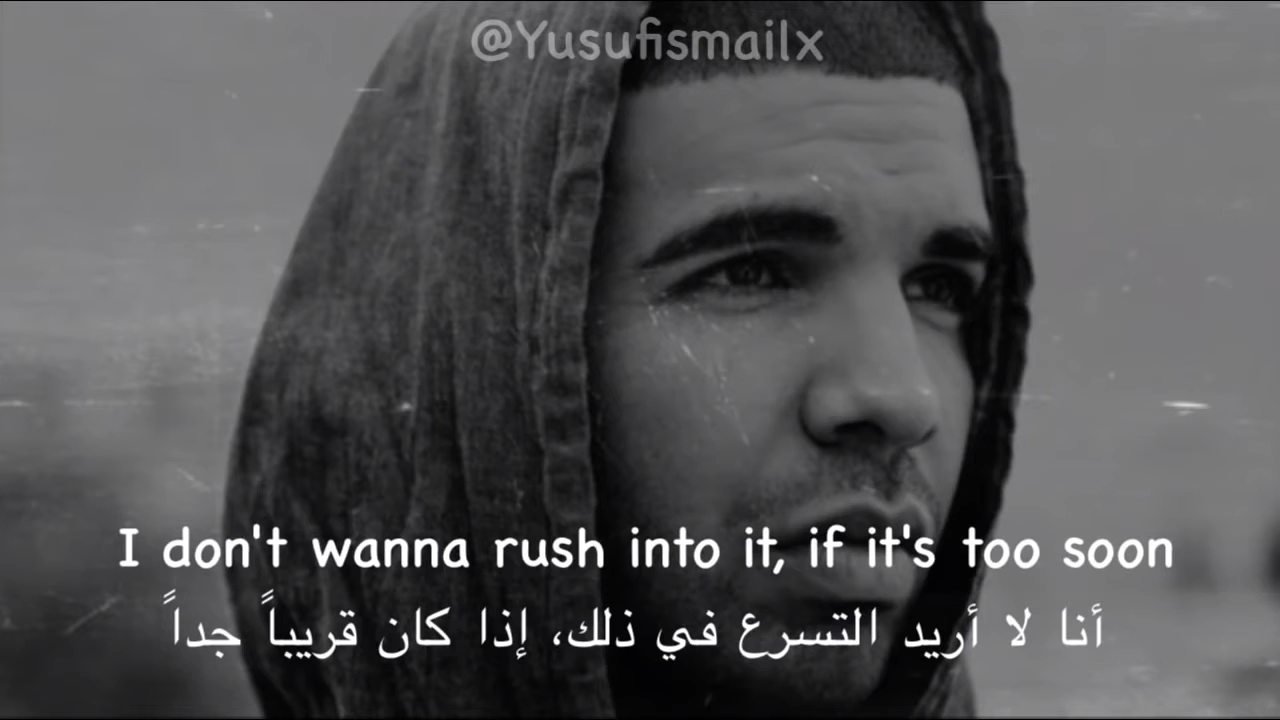 @Yusufismailx
I don't wanna rush into it, if it's too soon
أنا لا أريد التسرع في ذلك، إذا كان قريباً جداً